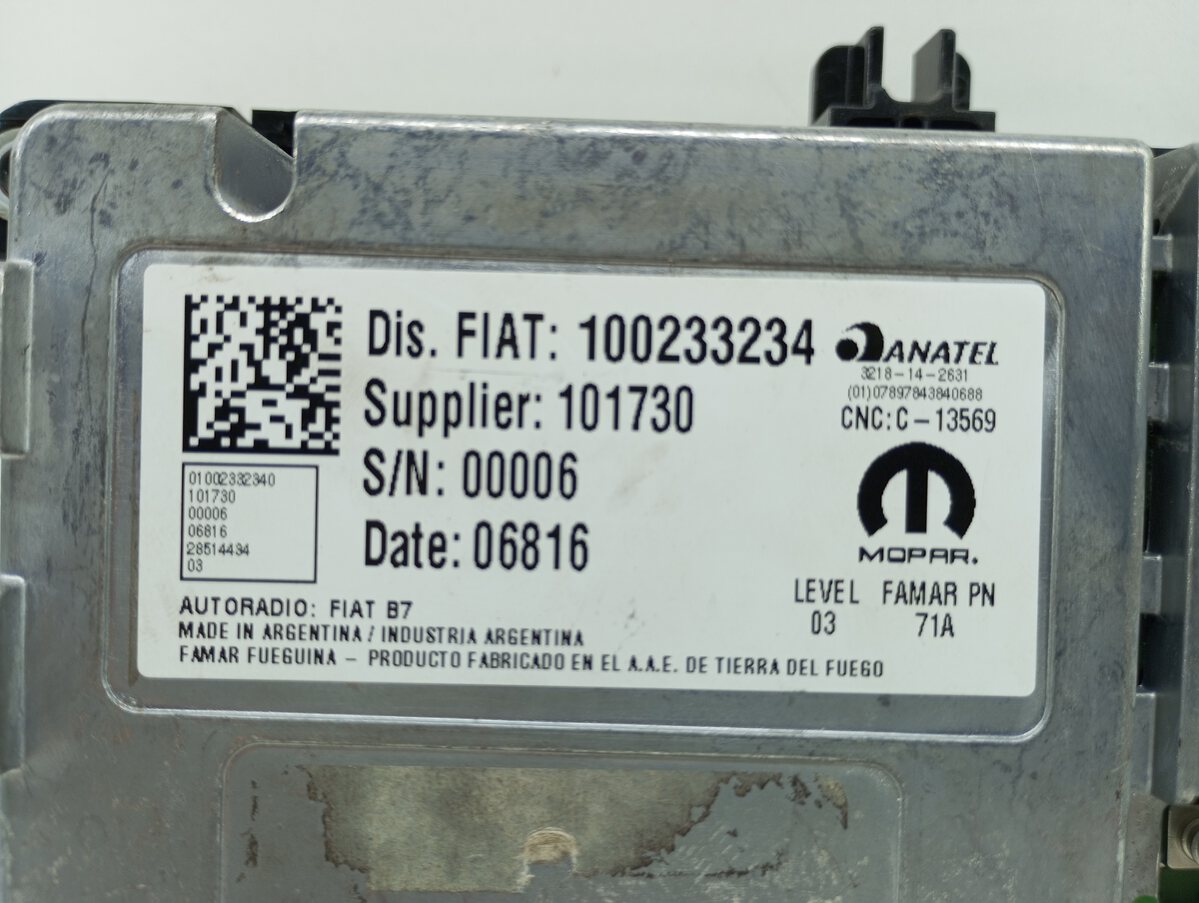 Dis. FIAT: 100233234
Supplier: 101730
S/N: 00006
Date: 06816
ANATEL
3218-14-2631
(01)07897843840688
CNC: C-13569
MOPAR.
LEVEL FAMAR PN
03 71A
01002332340
101730
00006
06816
28514434
03
AUTORADIO: FIAT B7
MADE IN ARGENTINA / INDUSTRIA ARGENTINA
FAMAR FUEGUINA – PRODUCTO FABRICADO EN EL A.A.E. DE TIERRA DEL FUEGO